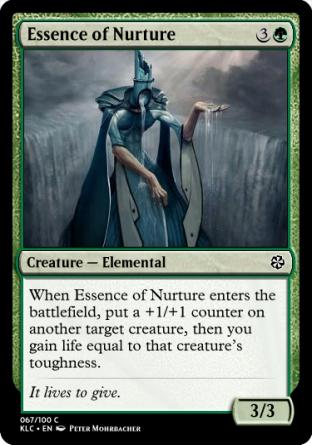 Essence of Nurture 3
Creature — Elemental
When Essence of Nurture enters the
battlefield, put a +1/+1 counter on
another target creature, then you
gain life equal to that creature's
toughness.
It lives to give.
3/3
067/100 C
KLC • EN Peter Mohrbacher